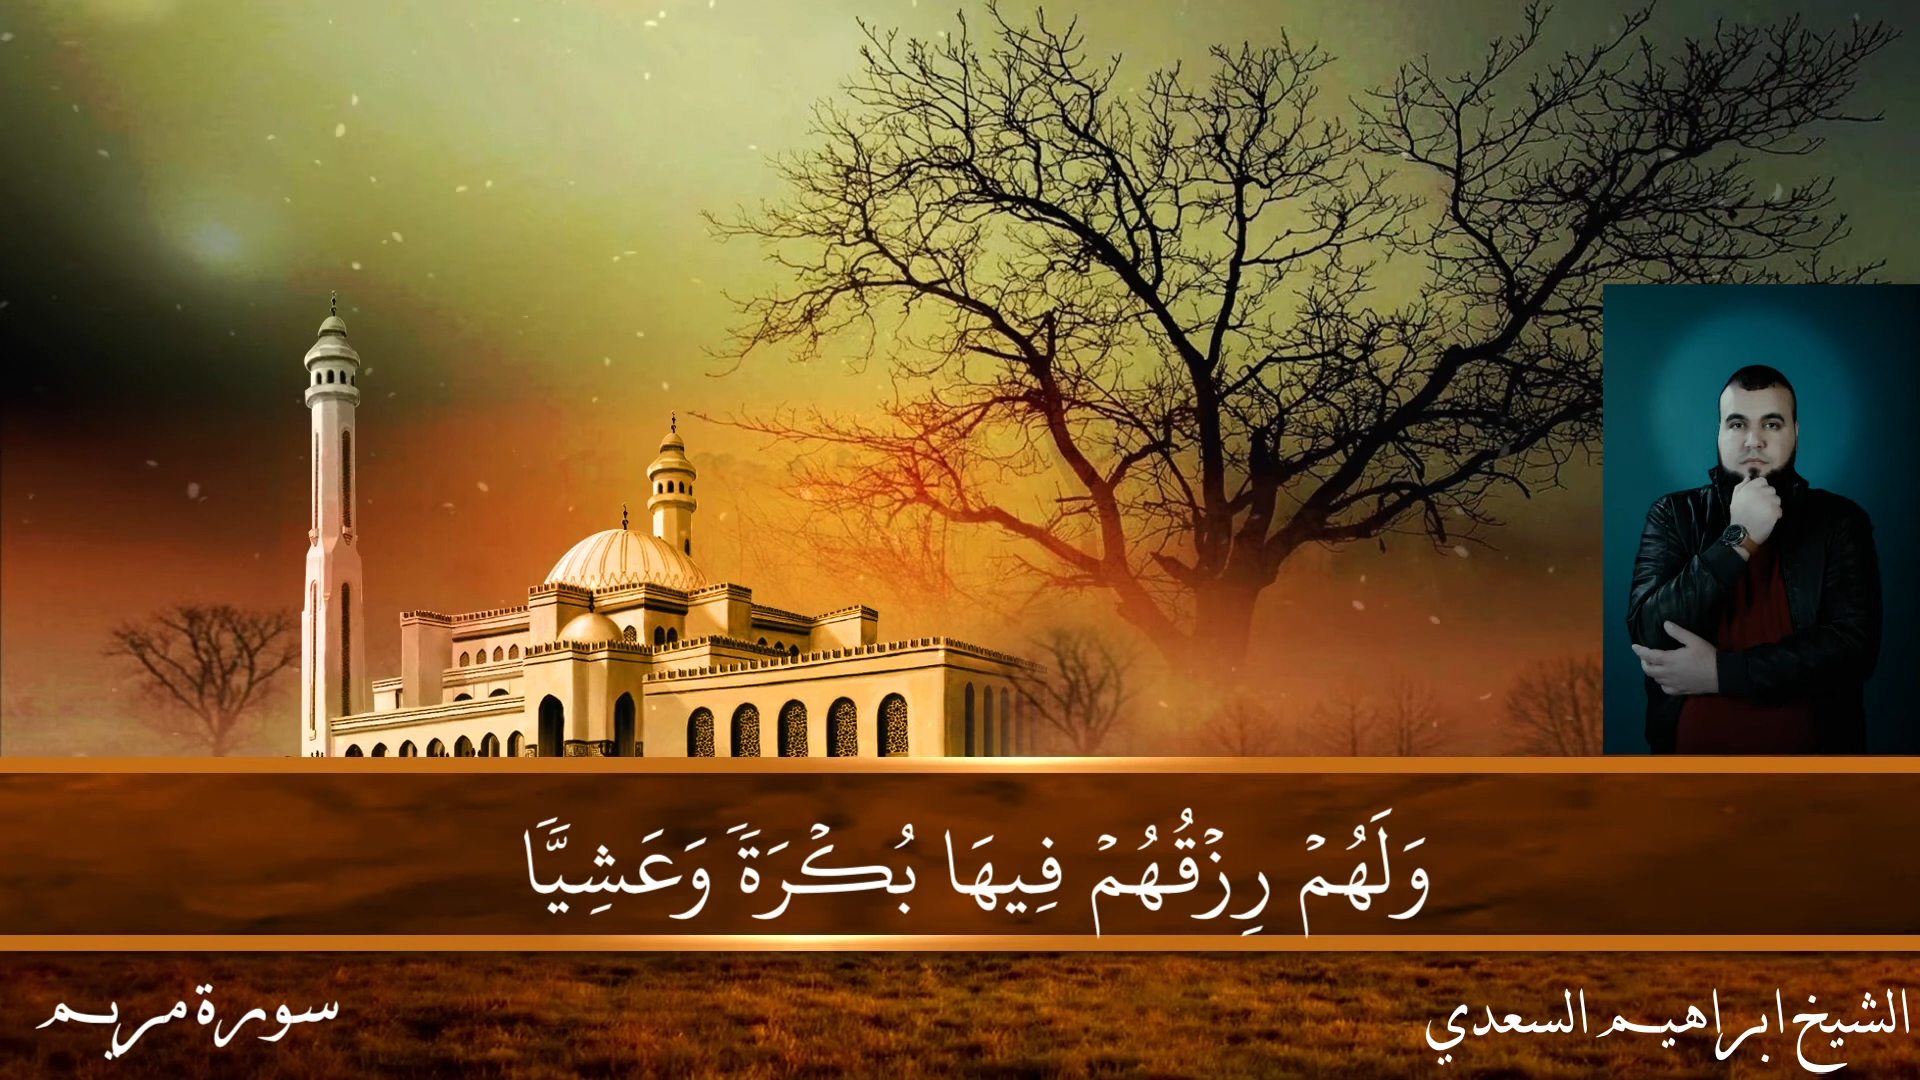 وَلَهُمْ رِزْقُهُمْ فِيهَا بُكْرَةً وَعَشِيًّا
الشيخ ابراهيم السعدي
سورة مريم